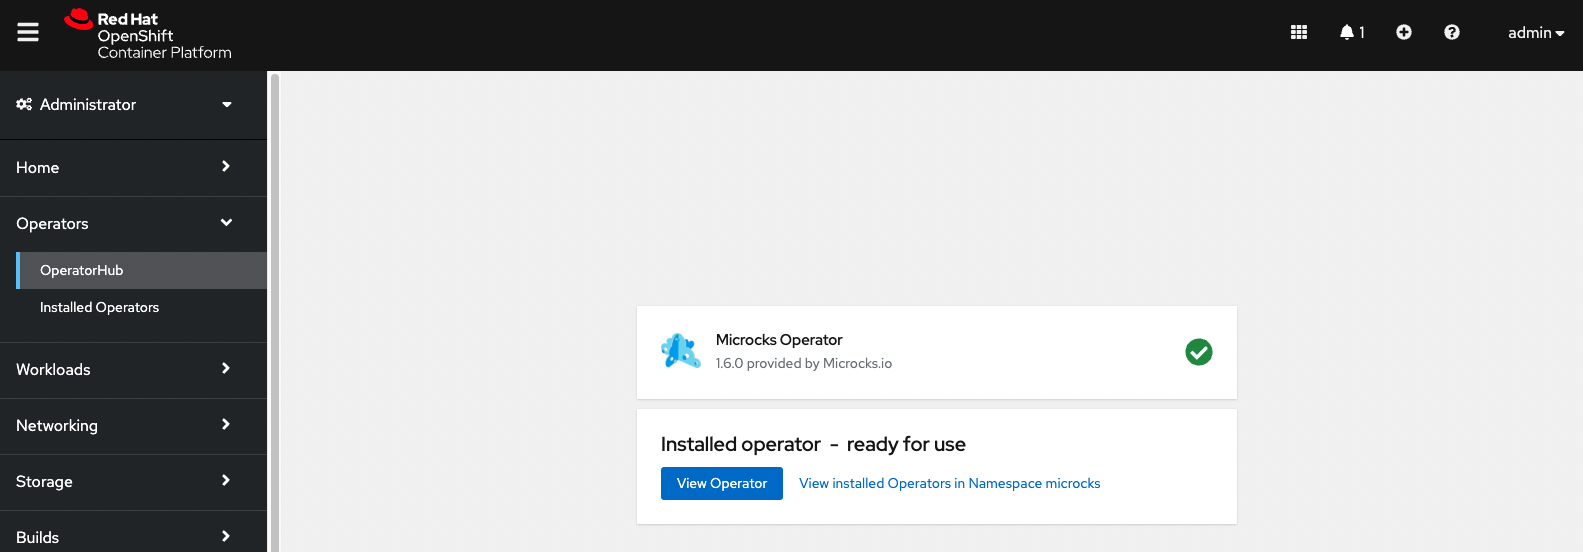 Red Hat
OpenShift
Container Platform
1
admin
Administrator
Home
Operators
OperatorHub
Installed Operators
Workloads
Networking
Storage
Builds
Microcks Operator
1.6.0 provided by Microcks.io
Installed operator - ready for use
View Operator
View installed Operators in Namespace microcks